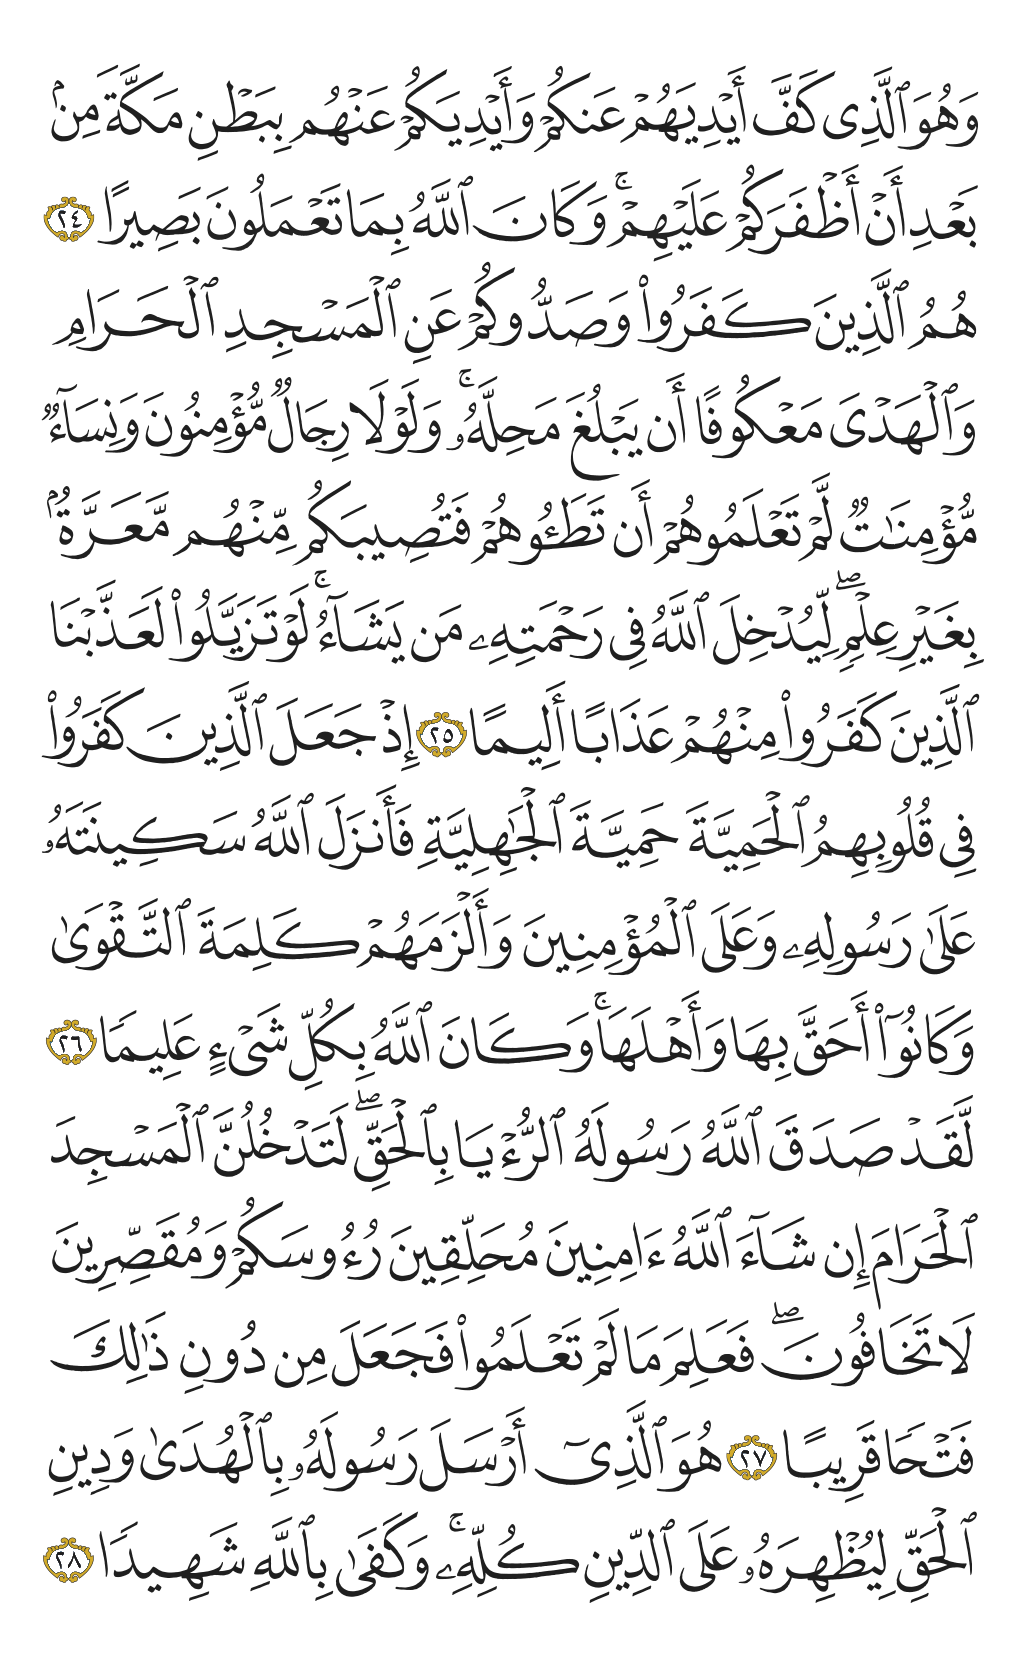 وَهُوَ ٱلَّذِى كَفَّ أَيْدِيَهُمْ عَنكُمْ وَأَيْدِيَكُمْ عَنْهُم بِبَطْنِ مَكَّةَ مِنۢ
بَعْدِ أَنْ أَظْفَرَكُمْ عَلَيْهِمْ ۚ وَكَانَ ٱللَّهُ بِمَا تَعْمَلُونَ بَصِيرًا ٢٤
هُمُ ٱلَّذِينَ كَفَرُوا۟ وَصَدُّوكُمْ عَنِ ٱلْمَسْجِدِ ٱلْحَرَامِ
وَٱلْهَدْىَ مَعْكُوفًا أَن يَبْلُغَ مَحِلَّهُۥ ۚ وَلَوْلَا رِجَالٌ مُّؤْمِنُونَ وَنِسَآءٌ
مُّؤْمِنَـٰتٌ لَّمْ تَعْلَمُوهُمْ أَن تَطَـُٔوهُمْ فَتُصِيبَكُم مِّنْهُم مَّعَرَّةٌۢ
بِغَيْرِ عِلْمٍ ۖ لِّيُدْخِلَ ٱللَّهُ فِى رَحْمَتِهِۦ مَن يَشَآءُ ۚ لَوْ تَزَيَّلُوا۟ لَعَذَّبْنَا
ٱلَّذِينَ كَفَرُوا۟ مِنْهُمْ عَذَابًا أَلِيمًا ٢٥ إِذْ جَعَلَ ٱلَّذِينَ كَفَرُوا۟
فِى قُلُوبِهِمُ ٱلْحَمِيَّةَ حَمِيَّةَ ٱلْجَـٰهِلِيَّةِ فَأَنزَلَ ٱللَّهُ سَكِينَتَهُۥ
عَلَىٰ رَسُولِهِۦ وَعَلَى ٱلْمُؤْمِنِينَ وَأَلْزَمَهُمْ كَلِمَةَ ٱلتَّقْوَىٰ
وَكَانُوٓا۟ أَحَقَّ بِهَا وَأَهْلَهَا ۚ وَكَانَ ٱللَّهُ بِكُلِّ شَىْءٍ عَلِيمًا ٢٦
لَّقَدْ صَدَقَ ٱللَّهُ رَسُولَهُ ٱلرُّءْيَا بِٱلْحَقِّ ۖ لَتَدْخُلُنَّ ٱلْمَسْجِدَ
ٱلْحَرَامَ إِن شَآءَ ٱللَّهُ ءَامِنِينَ مُحَلِّقِينَ رُءُوسَكُمْ وَمُقَصِّرِينَ
لَا تَخَافُونَ ۖ فَعَلِمَ مَا لَمْ تَعْلَمُوا۟ فَجَعَلَ مِن دُونِ ذَٰلِكَ
فَتْحًا قَرِيبًا ٢٧ هُوَ ٱلَّذِىٓ أَرْسَلَ رَسُولَهُۥ بِٱلْهُدَىٰ وَدِينِ
ٱلْحَقِّ لِيُظْهِرَهُۥ عَلَى ٱلدِّينِ كُلِّهِۦ ۚ وَكَفَىٰ بِٱللَّهِ شَهِيدًا ٢٨